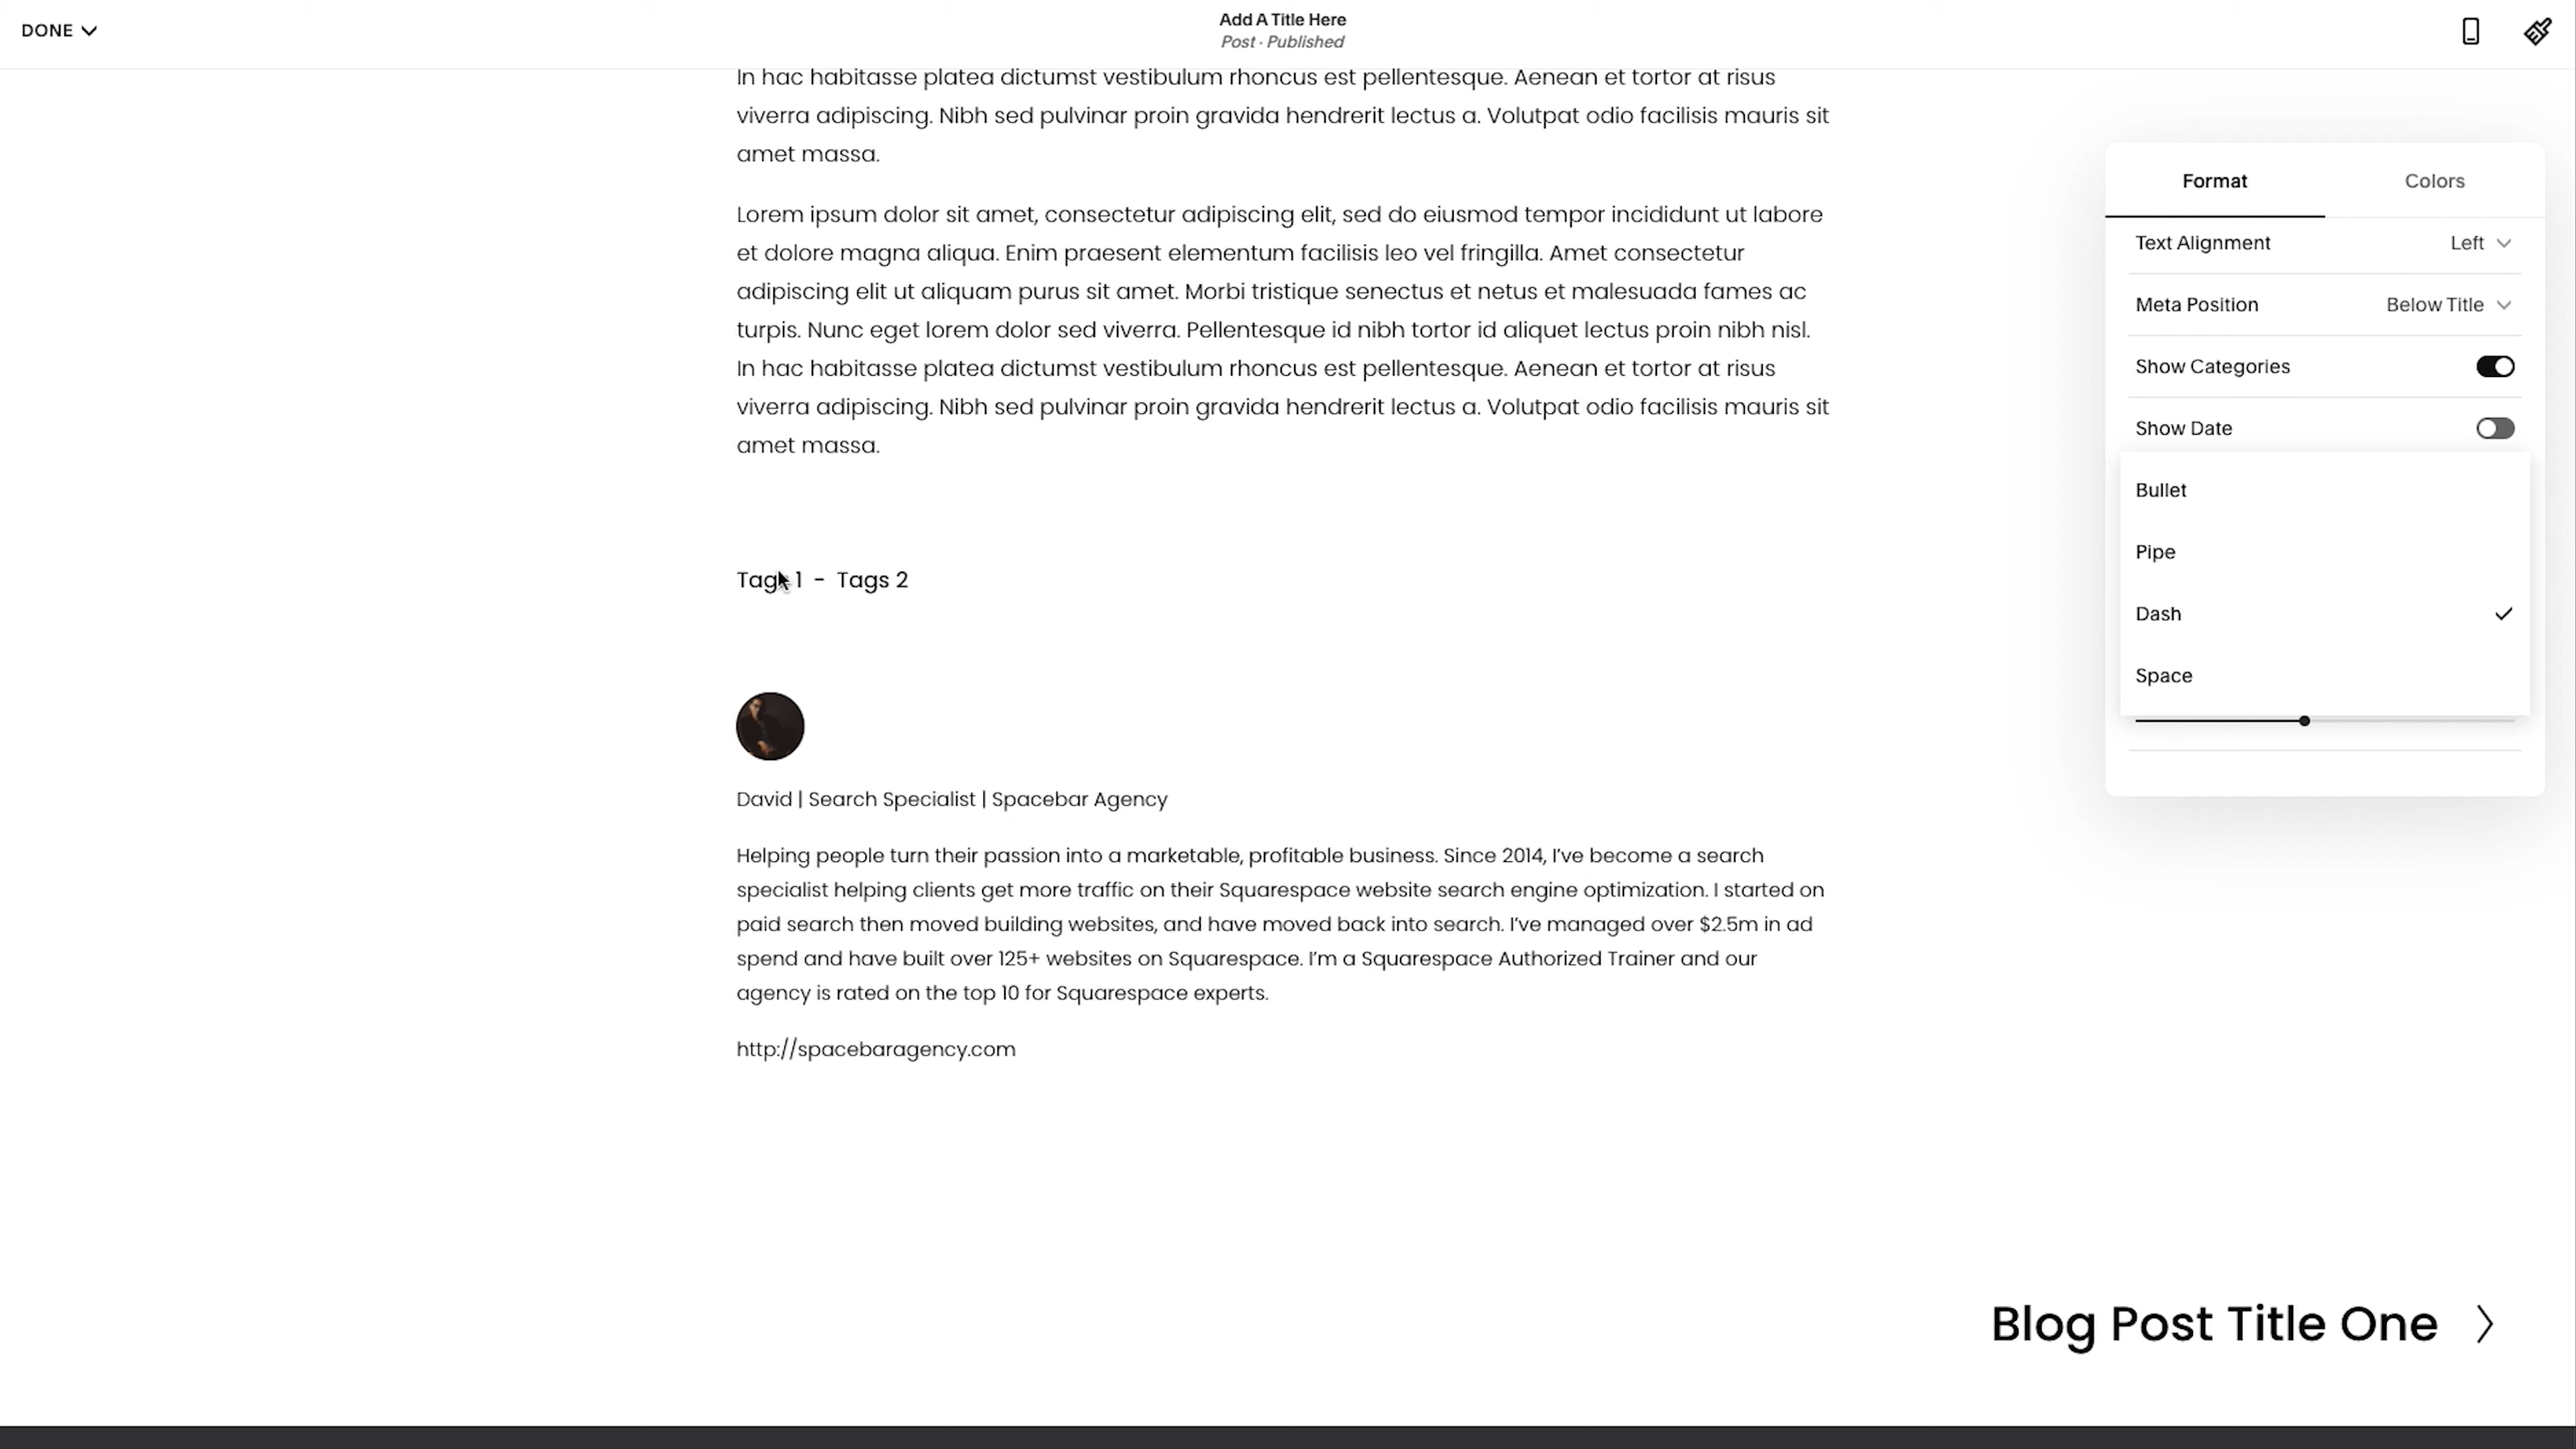 DONE
Add A Title Here
Post · Published
In hac habitasse platea dictumst vestibulum rhoncus est pellentesque. Aenean et tortor at risus
viverra adipiscing. Nibh sed pulvinar proin gravida hendrerit lectus a. Volutpat odio facilisis mauris sit
amet massa.
Lorem ipsum dolor sit amet, consectetur adipiscing elit, sed do eiusmod tempor incididunt ut labore
et dolore magna aliqua. Enim praesent elementum facilisis leo vel fringilla. Amet consectetur
adipiscing elit ut aliquam purus sit amet. Morbi tristique senectus et netus et malesuada fames ac
turpis. Nunc eget lorem dolor sed viverra. Pellentesque id nibh tortor id aliquet lectus proin nibh nisl.
In hac habitasse platea dictumst vestibulum rhoncus est pellentesque. Aenean et tortor at risus
viverra adipiscing. Nibh sed pulvinar proin gravida hendrerit lectus a. Volutpat odio facilisis mauris sit
amet massa.
Tags 1 - Tags 2
David | Search Specialist | Spacebar Agency
Helping people turn their passion into a marketable, profitable business. Since 2014, I've become a search
specialist helping clients get more traffic on their Squarespace website search engine optimization. I started on
paid search then moved building websites, and have moved back into search. I've managed over $2.5m in ad
spend and have built over 125+ websites on Squarespace. I'm a Squarespace Authorized Trainer and our
agency is rated on the top 10 for Squarespace experts.
http://spacebaragency.com
Blog Post Title One
Format Colors
Text Alignment Left
Meta Position Below Title
Show Categories
Show Date
Bullet
Pipe
Dash
Space